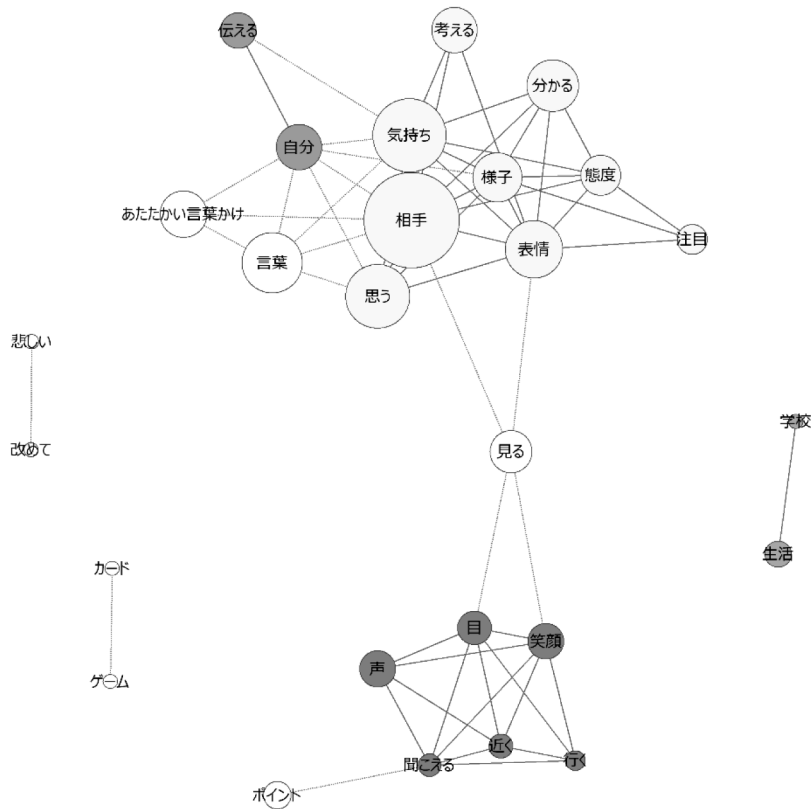 伝える
考える
分かる
気持ち
自分
様子
態度
あたたかい言葉かけ
相手
注目
表情
言葉
思う
悲しい
学校
改めて
見る
生活
カード
目
笑顔
声
ゲーム
近く
行く
聞こえる
ポイント